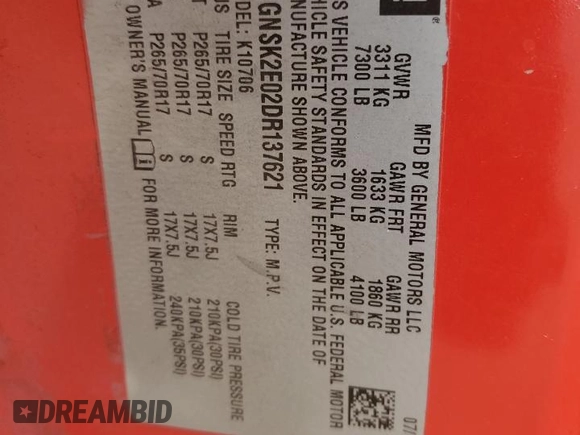 MFD BY GENERAL MOTORS LLC
07/
GVWR GAWR FRT GAWR RR
3311 KG 1633 KG 1860 KG
7300 LB 3600 LB 4100 LB
S VEHICLE CONFORMS TO ALL APPLICABLE U.S. FEDERAL MOTOR
HICLE SAFETY STANDARDS IN EFFECT ON THE DATE OF
NUFACTURE SHOWN ABOVE.
GNSK2E02DR137621 TYPE: M.P.V.
DEL: K10706
US TIRE SIZE SPEED RTG RIM COLD TIRE PRESSURE
T P265/70R17 S 17X7.5J 210KPA(30PSI)
P265/70R17 S 17X7.5J 210KPA(30PSI)
A P265/70R17 S 17X7.5J 240KPA(35PSI)
OWNER'S MANUAL FOR MORE INFORMATION.
DREAMBID